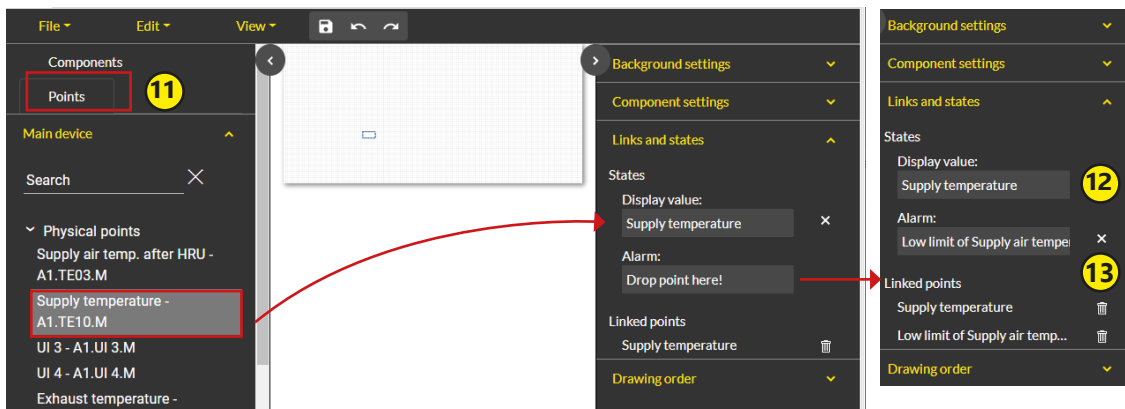 File Edit View
Components
Points
11
Main device
Search
Physical points
Supply air temp. after HRU -
A1.TE03.M
Supply temperature -
A1.TE10.M
UI 3 - A1.UI 3.M
UI 4 - A1.UI 4.M
Exhaust temperature -
Background settings
Component settings
Links and states
States
Display value:
Supply temperature
Alarm:
Drop point here!
Linked points
Supply temperature
Drawing order
Background settings
Component settings
Links and states
States
Display value:
Supply temperature
12
Alarm:
Low limit of Supply air tempe
13
Linked points
Supply temperature
Low limit of Supply air temp...
Drawing order